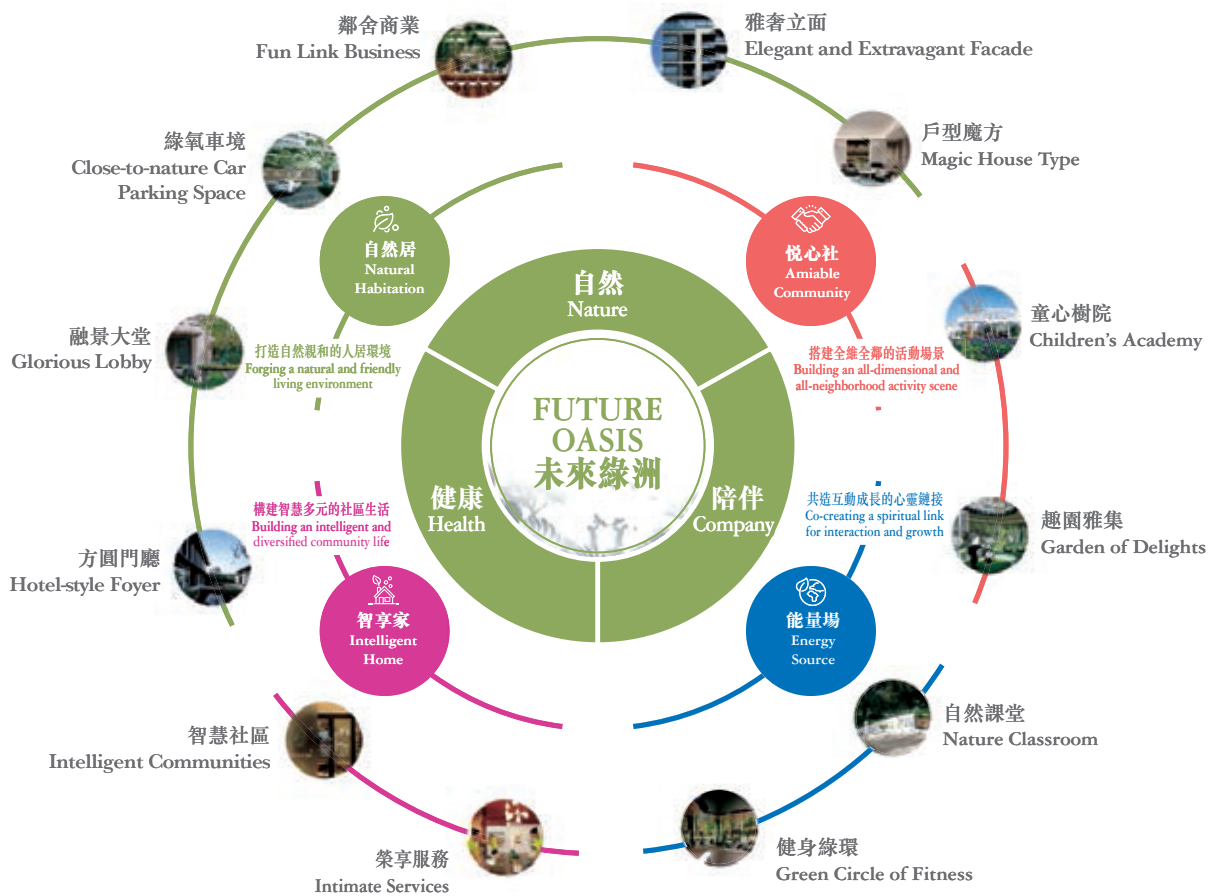 鄰舍商業
Fun Link Business
雅奢立面
Elegant and Extravagant Facade
綠氧車境
Close-to-nature Car
Parking Space
戶型魔方
Magic House Type
自然居
Natural
Habitation
悦心社
Amiable
Community
自然
Nature
融景大堂
Glorious Lobby
童心樹院
Children's Academy
打造自然親和的人居環境
Forging a natural and friendly
living environment
搭建全維全鄰的活動場景
Building an all-dimensional and
all-neighborhood activity scene
FUTURE
OASIS
未來綠洲
健康
Health
陪伴
Company
構建智慧多元的社區生活
Building an intelligent and
diversified community life
共造互動成長的心靈鏈接
Co-creating a spiritual link
for interaction and growth
方圓門廳
Hotel-style Foyer
趣園雅集
Garden of Delights
智享家
Intelligent
Home
能量場
Energy
Source
智慧社區
Intelligent Communities
自然課堂
Nature Classroom
榮享服務
Intimate Services
健身綠環
Green Circle of Fitness